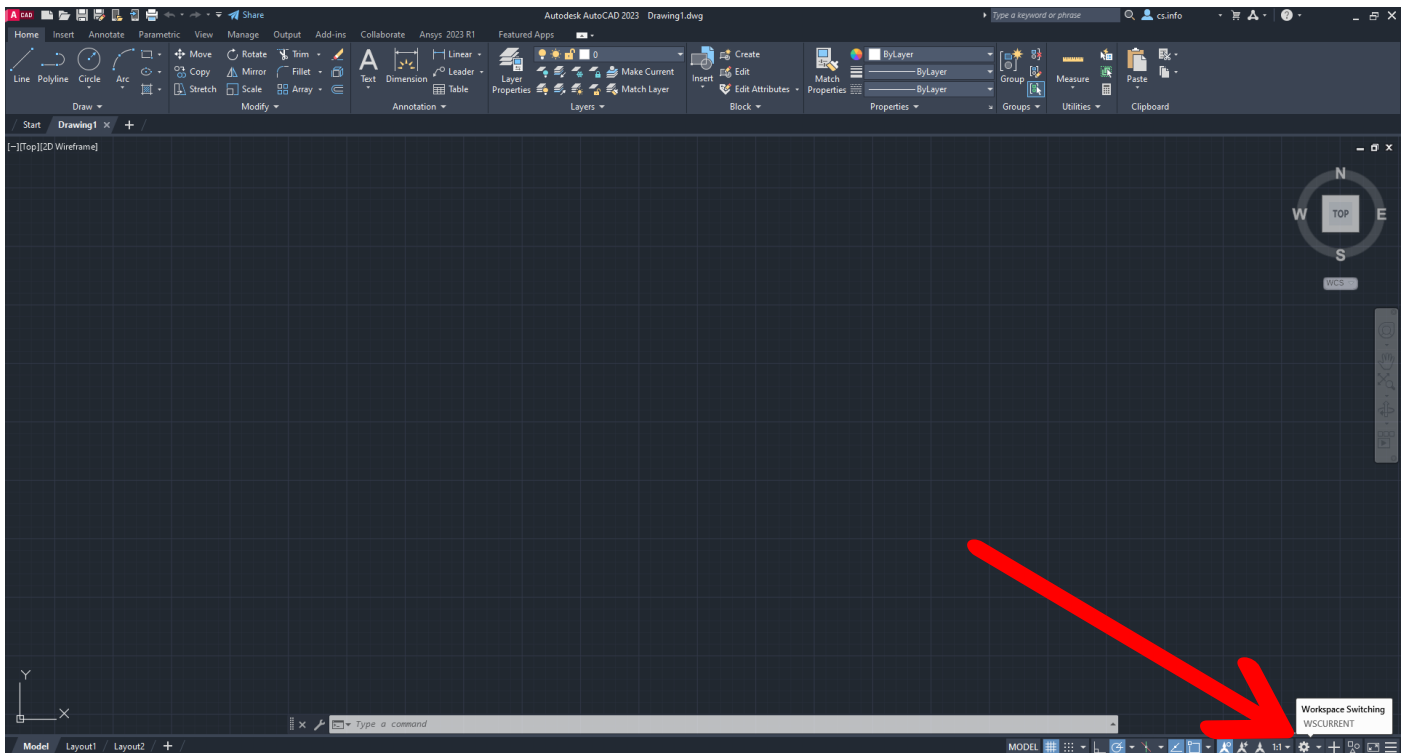 A CAD Share Autodesk AutoCAD 2023 Drawing1.dwg Type a keyword or phrase cs.info
Home Insert Annotate Parametric View Manage Output Add-ins Collaborate Ansys 2023 R1 Featured Apps
Line Polyline Circle Arc
Draw
Move Rotate Trim
Copy Mirror Fillet
Stretch Scale Array
Modify
Text Dimension
Linear
Leader
Table
Annotation
Layer Properties
0
Make Current
Match Layer
Layers
Insert
Create
Edit
Edit Attributes
Block
Match Properties
ByLayer
ByLayer
ByLayer
Properties
Group
Groups
Measure
Utilities
Paste
Clipboard
Start Drawing1 +
[−][Top][2D Wireframe]
N
W TOP E
S
WCS
Y
X
Type a command
Workspace Switching
WSCURRENT
Model Layout1 Layout2 + MODEL 1:1